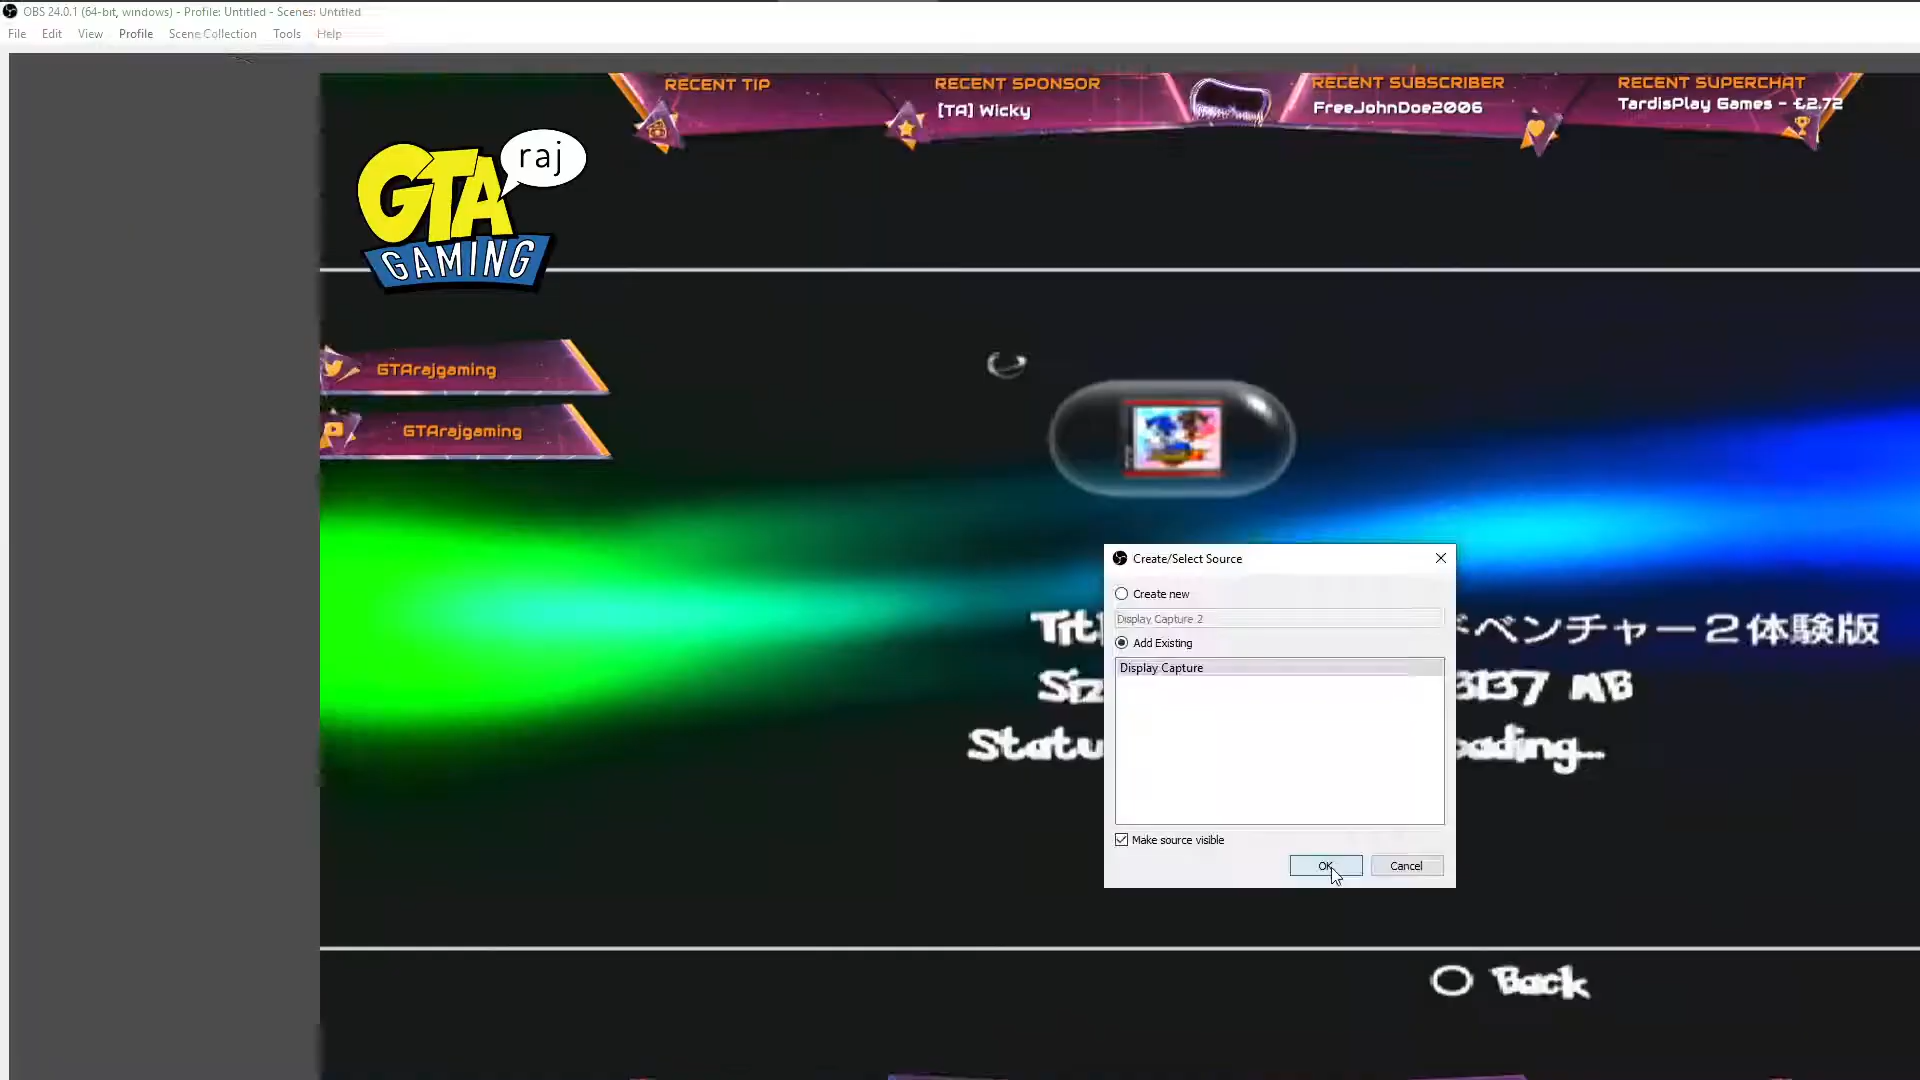 OBS 24.0.1 (64-bit, windows) - Profile: Untitled - Scenes: Untitled
File Edit View Profile Scene Collection Tools Help
RECENT TIP
RECENT SPONSOR
[TA] Wicky
RECENT SUBSCRIBER
FreeJohnDoe2006
RECENT SUPERCHAT
TardisPlay Games - £2.72
raj
GTA
GAMING
GTArajgaming
GTArajgaming
Create/Select Source
Create new
Display Capture 2
Add Existing
Display Capture
Make source visible
OK Cancel
Tit ベンチャー2体験版
Siz 3137 MB
Statu oading...
Back